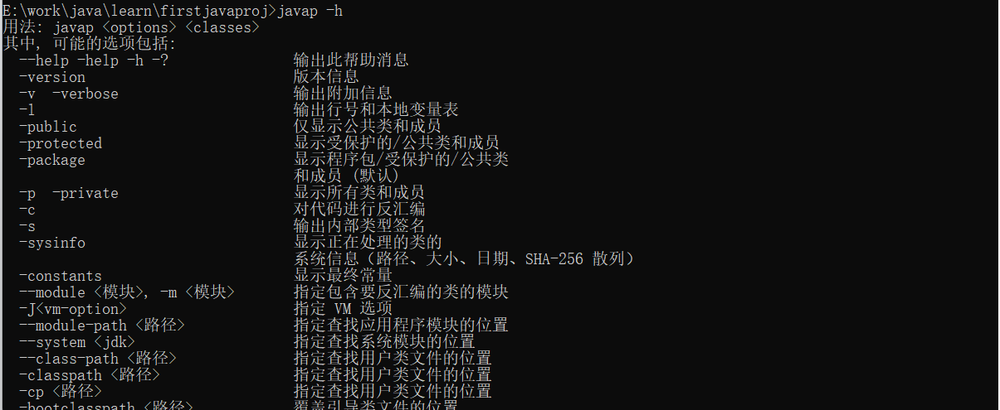 E:\work\java\learn\firstjavaproj>javap -h
用法: javap <options> <classes>
其中, 可能的选项包括:
--help -help -h -? 输出此帮助消息
-version 版本信息
-v -verbose 输出附加信息
-l 输出行号和本地变量表
-public 仅显示公共类和成员
-protected 显示受保护的/公共类和成员
-package 显示程序包/受保护的/公共类
和成员 (默认)
-p -private 显示所有类和成员
-c 对代码进行反汇编
-s 输出内部类型签名
-sysinfo 显示正在处理的类的
系统信息（路径、大小、日期、SHA-256 散列）
-constants 显示最终常量
--module <模块>, -m <模块> 指定包含要反汇编的类的模块
-J<vm-option> 指定 VM 选项
--module-path <路径> 指定查找应用程序模块的位置
--system <jdk> 指定查找系统模块的位置
--class-path <路径> 指定查找用户类文件的位置
-classpath <路径> 指定查找用户类文件的位置
-cp <路径> 指定查找用户类文件的位置
-bootclasspath <路径> 覆盖引导类文件的位置